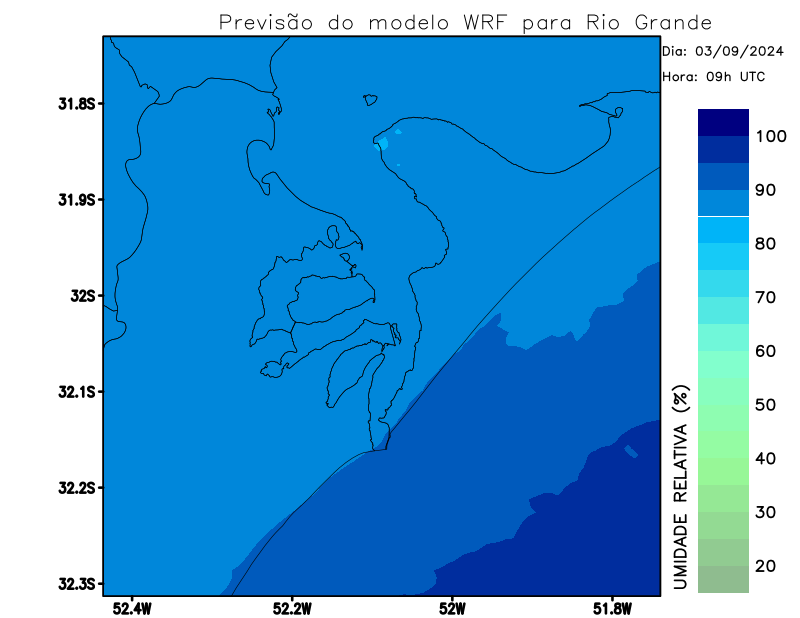 Previsão do modelo WRF para Rio Grande
Dia: 03/09/2024
Hora: 09h UTC
31.8S
31.9S
32S
32.1S
32.2S
32.3S
52.4W
52.2W
52W
51.8W
100
90
80
70
60
50
40
30
20
UMIDADE RELATIVA (%)